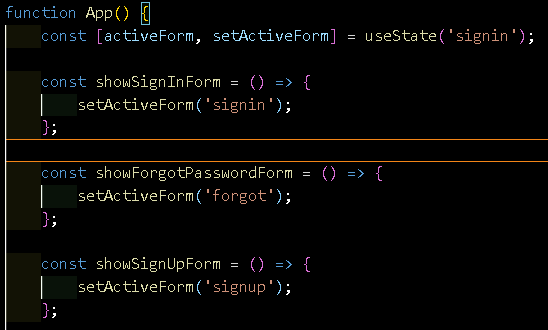 function App() {
const [activeForm, setActiveForm] = useState('signin');
const showSignInForm = () => {
setActiveForm('signin');
};
const showForgotPasswordForm = () => {
setActiveForm('forgot');
};
const showSignUpForm = () => {
setActiveForm('signup');
};